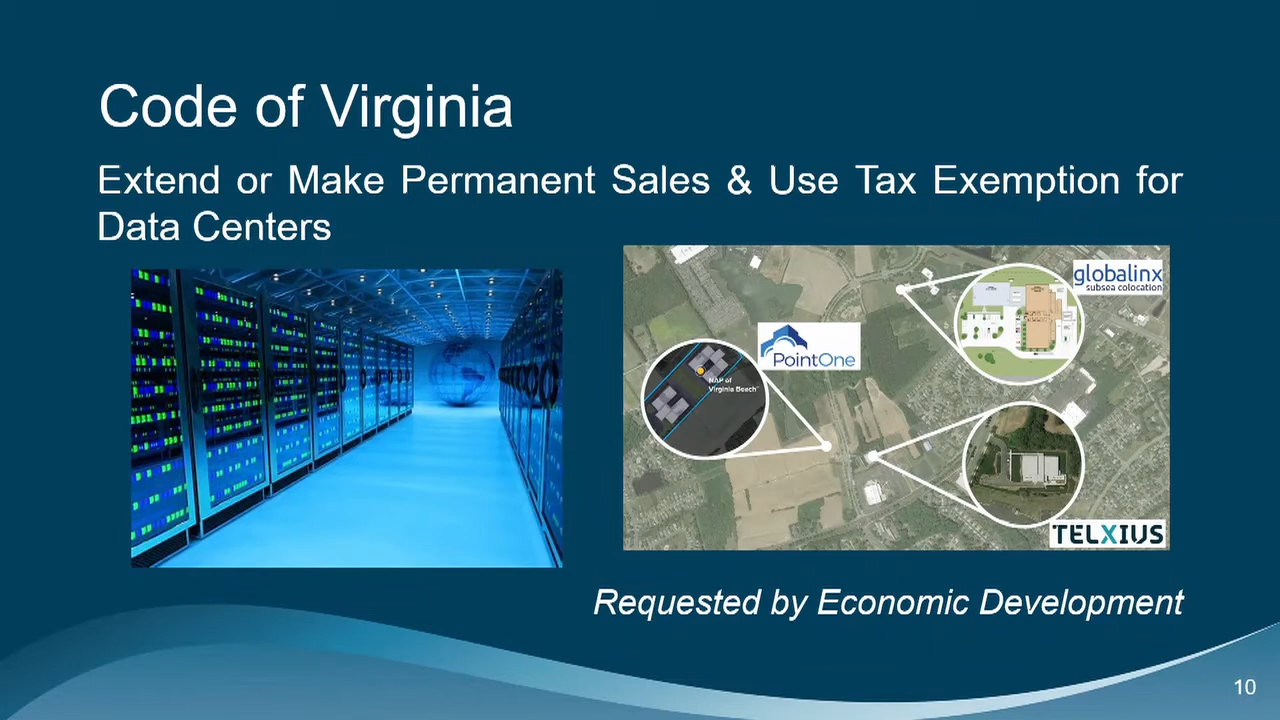 Code of Virginia
Extend or Make Permanent Sales & Use Tax Exemption for
Data Centers
globalinx
subsea colocation
PointOne
NAP of
Virginia Beach™
TELXIUS
Requested by Economic Development
10